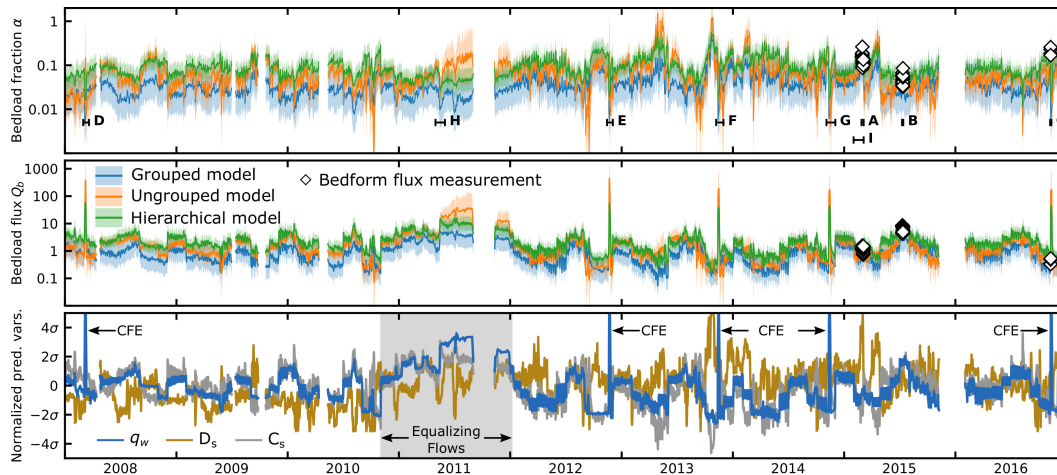 Bedload fraction α
1
0.1
0.01
D
H
E
F
G
A
B
I
Bedload flux Qb
1000
100
10
1
0.1
Grouped model
Ungrouped model
Hierarchical model
Bedform flux measurement
Normalized pred. vars.
4σ
2σ
0
−2σ
−4σ
CFE
CFE
CFE
CFE
Equalizing
Flows
qw
Ds
Cs
2008 2009 2010 2011 2012 2013 2014 2015 2016